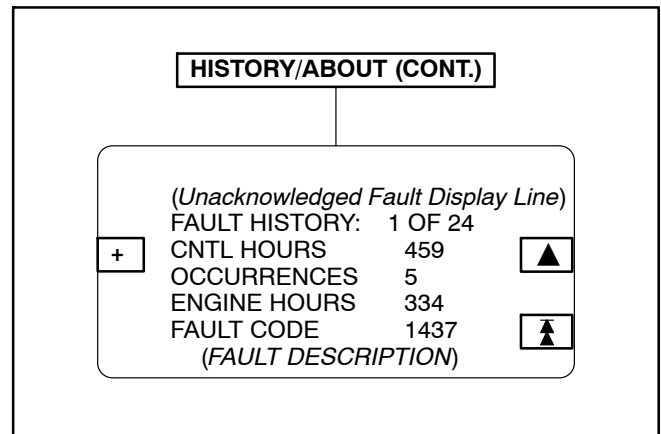 HISTORY/ABOUT (CONT.)
(Unacknowledged Fault Display Line)
FAULT HISTORY: 1 OF 24
+ CNTL HOURS 459 ▲
OCCURRENCES 5
ENGINE HOURS 334
FAULT CODE 1437
(FAULT DESCRIPTION)